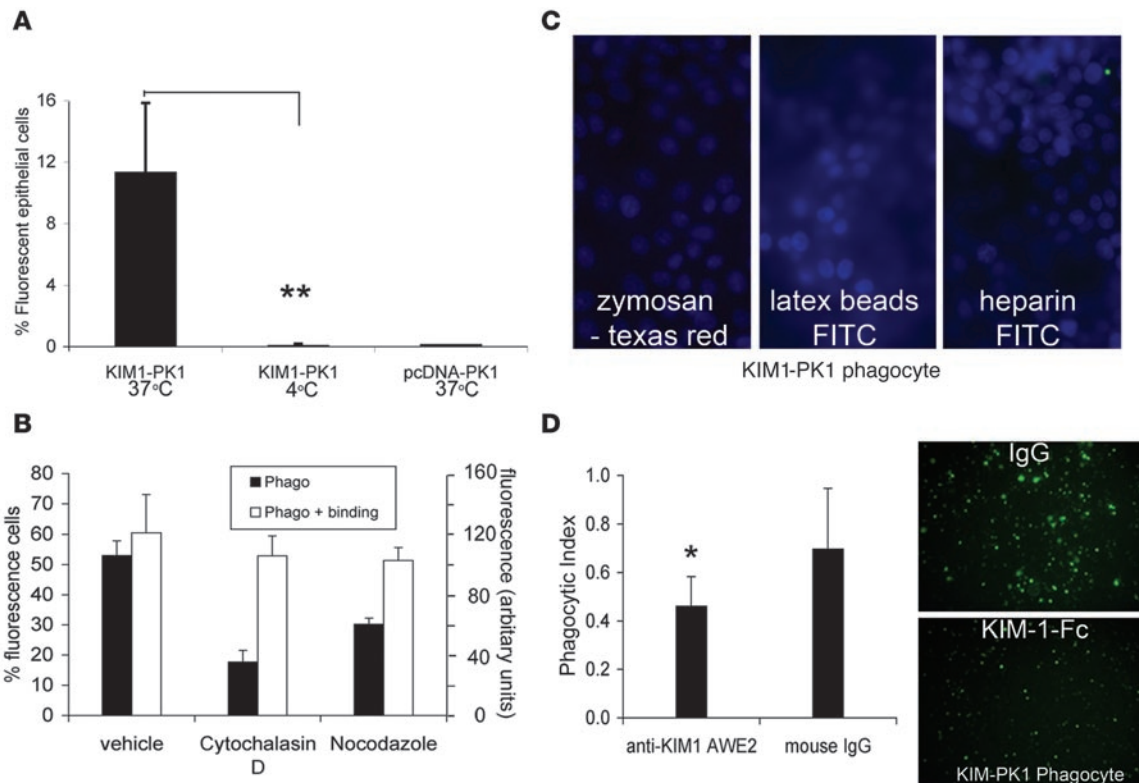 A
% Fluorescent epithelial cells
16
12
8
4
0
**
KIM1-PK1
37°C
KIM1-PK1
4°C
pcDNA-PK1
37°C
B
% fluorescence cells
80
70
60
50
40
30
20
10
0
Phago
Phago + binding
160
120
80
40
0
fluorescence (arbitary units)
vehicle
Cytochalasin
D
Nocodazole
C
zymosan
- texas red
latex beads
FITC
heparin
FITC
KIM1-PK1 phagocyte
D
Phagocytic Index
1.0
0.8
0.6
0.4
0.2
0.0
*
anti-KIM1 AWE2
mouse IgG
IgG
KIM-1-Fc
KIM-PK1 Phagocyte